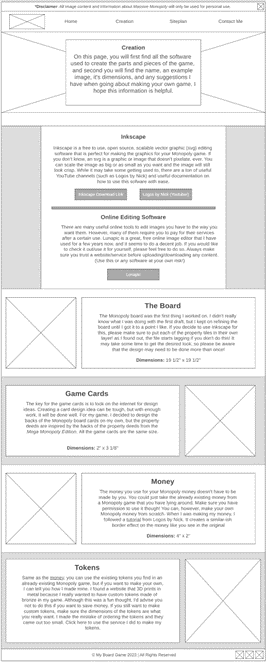 *Disclaimer: All image content and information about Mapover Monopoly will only be used for personal use.
Home Creation Siteplan Contact Me
Creation
On this page, you will first find all the software
used to create the parts and pieces of the game,
and second you will find the name, an example
image, it's dimensions, and any suggestions I
have when going about making your own game. I
hope this information is helpful.
Inkscape
Inkscape is a free to use, open source, scalable vector graphic (svg) editing
software that is perfect for making the graphics for your Monopoly game. If
you don't know, an svg is a graphic or image that doesn't pixelate, ever. You
can scale the image as big or as small as you want and the image will still
look crisp. While it may take some getting used to, there are a ton of useful
YouTube channels (such as Logos by Nick) and useful documentation on
how to use this software with ease.
Inkscape Download Link Logos by Nick (Youtube)
Online Editing Software
There are many useful online tools to edit images you have to the way you
want them. However, many of them require you to pay for their services
after a certain use. Lunapic is a great, free online image editor that I have
used for a few years now, and it seems to do a decent job. If you would like
to check it out/use it for yourself, please feel free to do so. Always make
sure you trust a website/service before uploading/downloading any content.
(Use this or any software at your own risk!)
Lunapic
The Board
The Monopoly board was the first thing I worked on. I didn't really
know what I was doing with the first draft, but I kept on refining the
board until I got it to a point I like. If you decide to use Inkscape for
this, please make sure to put each of the property tiles in their own
layer! as I found out, the file starts lagging if you don't do this! It
may take some time to get the desired look, so please be aware
that the design may need to be done more than once!
Dimensions: 19 1/2" x 19 1/2"
Game Cards
The key for the game cards is to look on the internet for design
ideas. Creating a card design idea can be tough, but with enough
work, it will be done well. For my game, I decided to design the
backs of the Monopoly board cards on my own, but the property
deeds are inspired by the backs of the property deeds from the
Mega Monopoly Edition. All the game cards are the same size.
Dimensions: 2" x 3 1/8"
Money
The money you use for your Monopoly money doesn't have to be
made by you. You could just take the already existing money from
a Monopoly game that you have lying around. Make sure you have
permission to use it though! You can, however, make your own
Monopoly money from scratch. When I was making my money, I
followed a tutorial from Logos by Nick. It creates a similar-ish
border effect on the money like you see in the original
Dimensions: 4" x 2"
Tokens
Same as the money, you can use the existing tokens you find in an
already existing Monopoly game, but if you want to make your own,
I can tell you how I made mine. I found a website that 3D prints in
metal because I really wanted to have custom tokens made of
bronze in my game. Although this was a fun thought, I'd advise you
not to do this if you want to save money. If you still want to make
custom tokens, make sure the dimensions of the tokens are what
you really want. I made the mistake of ordering the tokens and they
came out too small. Click here to use the service I did to make my
tokens.
© My Board Game 2022 | All Rights Reserved